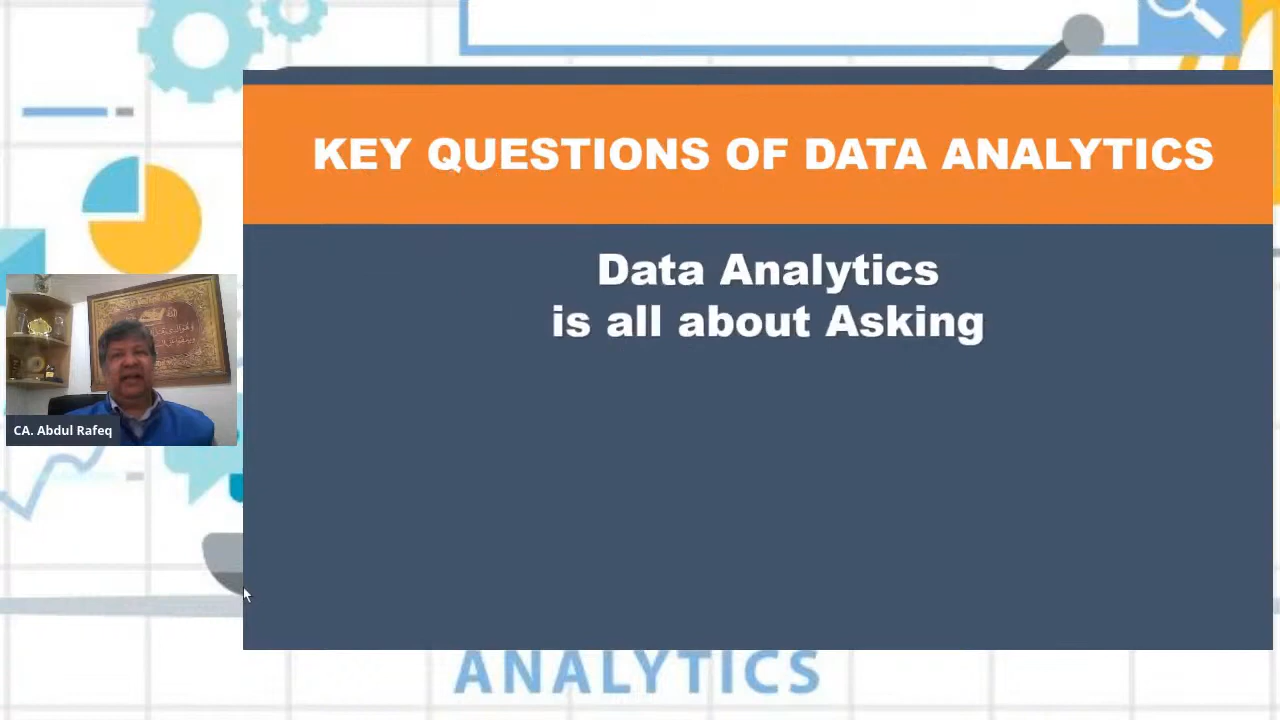 KEY QUESTIONS OF DATA ANALYTICS
Data Analytics
is all about Asking
CA. Abdul Rafeq
ANALYTICS